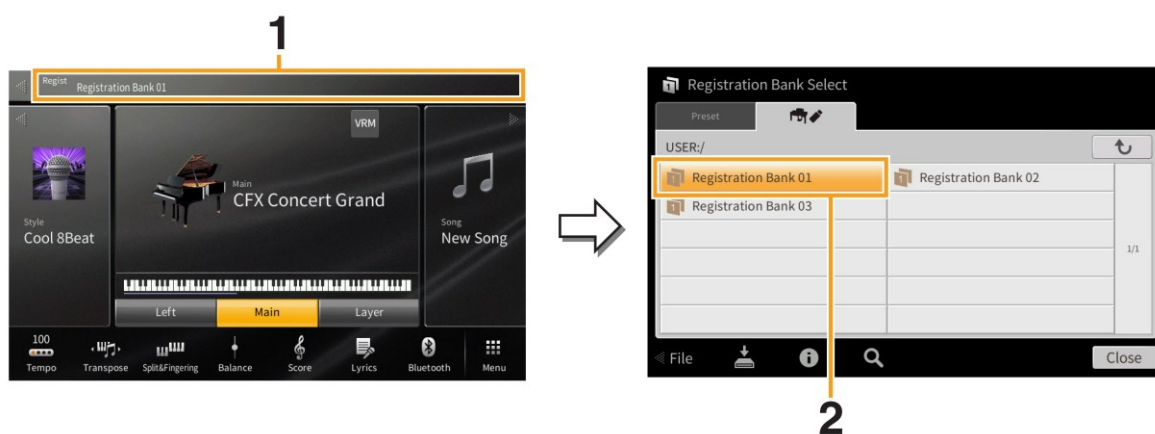 1
Regist
Registration Bank 01
VRM
Main
CFX Concert Grand
Style
Cool 8Beat
Song
New Song
Left Main Layer
100
Tempo Transpose Split&Fingering Balance Score Lyrics Bluetooth Menu
Registration Bank Select
Preset
USER:/
Registration Bank 01 Registration Bank 02
Registration Bank 03
1/1
File Close
2